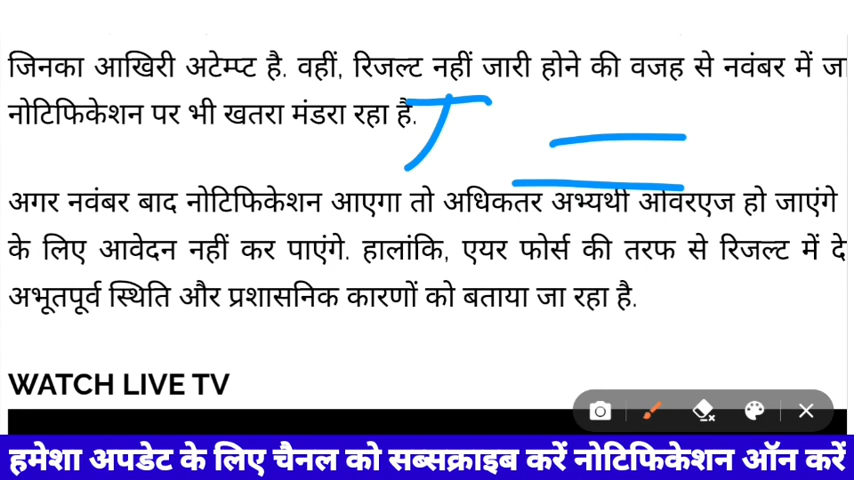 जिनका आखिरी अटेम्प्ट है. वहीं, रिजल्ट नहीं जारी होने की वजह से नवंबर में
नोटिफिकेशन पर भी खतरा मंडरा रहा है.
अगर नवंबर बाद नोटिफिकेशन आएगा तो अधिकतर अभ्यर्थी ओवरएज हो जाएंगे
के लिए आवेदन नहीं कर पाएंगे. हालांकि, एयर फोर्स की तरफ से रिजल्ट में
अभूतपूर्व स्थिति और प्रशासनिक कारणों को बताया जा रहा है.
WATCH LIVE TV
हमेशा अपडेट के लिए चैनल को सब्सक्राइब करें नोटिफिकेशन ऑन करें